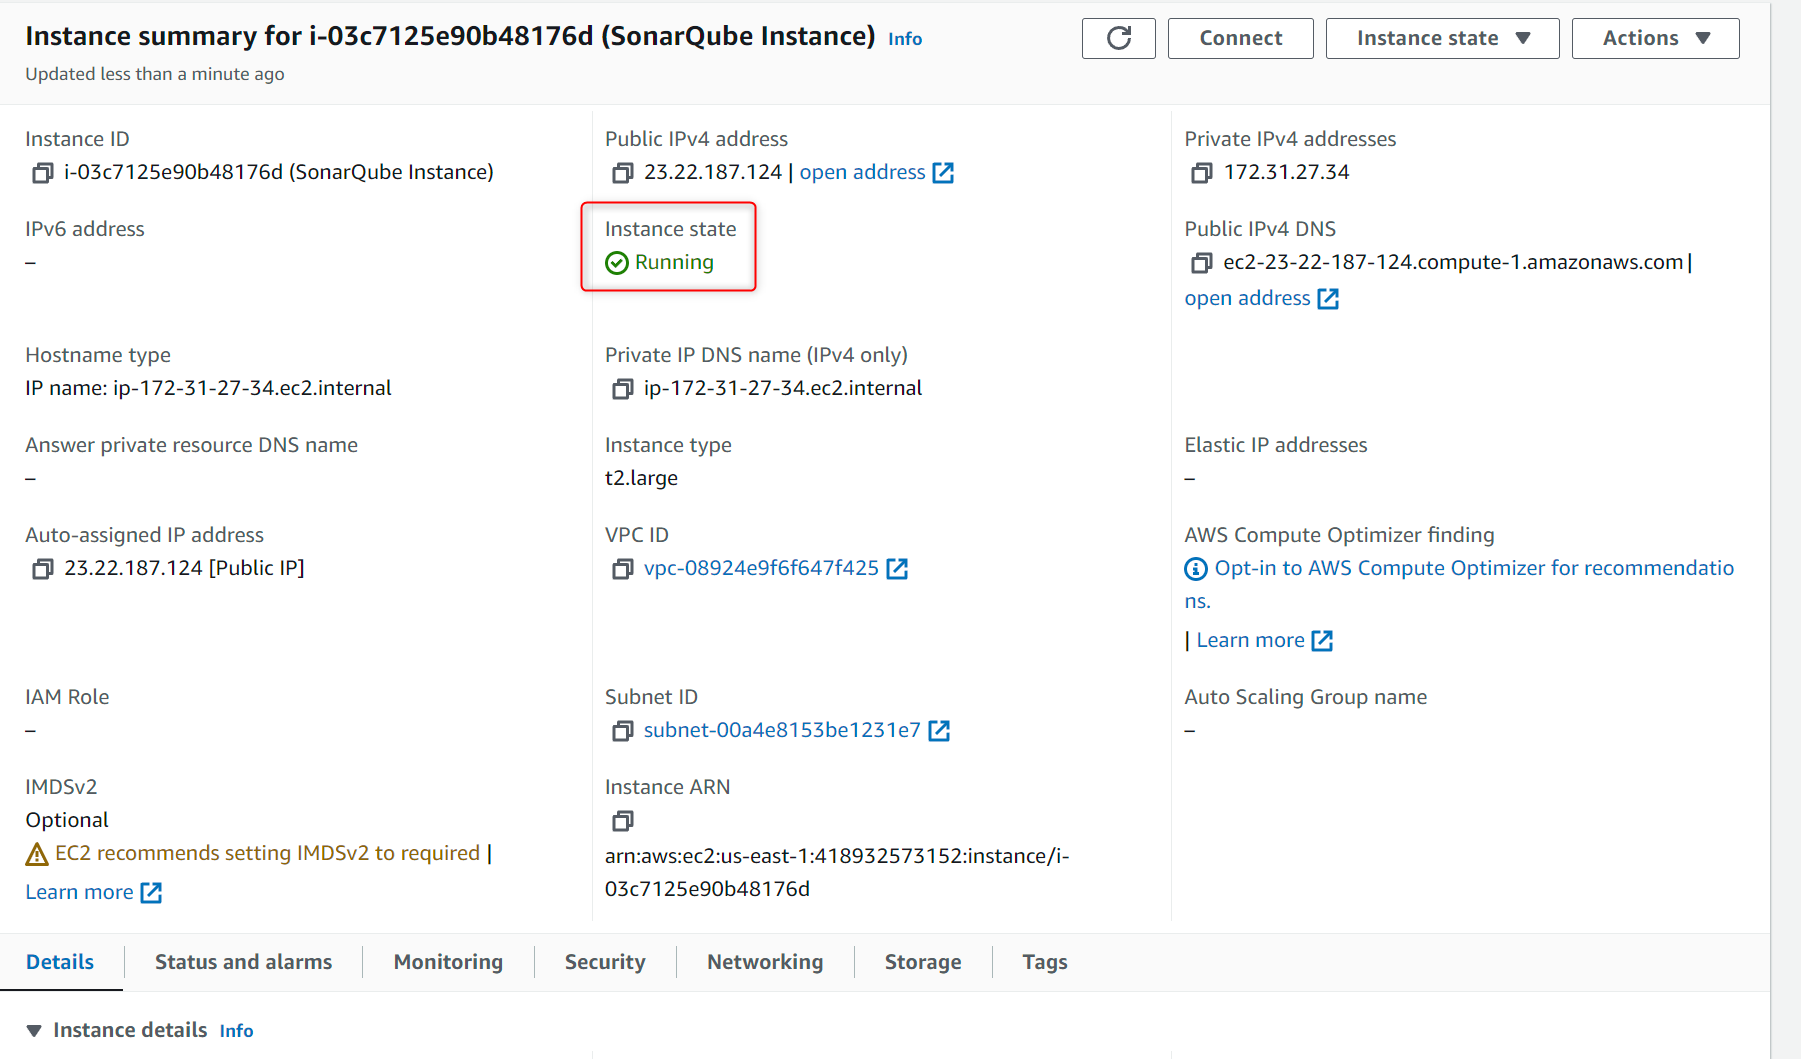 Instance summary for i-03c7125e90b48176d (SonarQube Instance) Info
Updated less than a minute ago
Connect
Instance state
Actions
Instance ID
i-03c7125e90b48176d (SonarQube Instance)
Public IPv4 address
23.22.187.124 | open address
Private IPv4 addresses
172.31.27.34
IPv6 address
–
Instance state
Running
Public IPv4 DNS
ec2-23-22-187-124.compute-1.amazonaws.com |
open address
Hostname type
IP name: ip-172-31-27-34.ec2.internal
Private IP DNS name (IPv4 only)
ip-172-31-27-34.ec2.internal
Answer private resource DNS name
–
Instance type
t2.large
Elastic IP addresses
–
Auto-assigned IP address
23.22.187.124 [Public IP]
VPC ID
vpc-08924e9f6f647f425
AWS Compute Optimizer finding
Opt-in to AWS Compute Optimizer for recommendatio
ns.
| Learn more
IAM Role
–
Subnet ID
subnet-00a4e8153be1231e7
Auto Scaling Group name
–
IMDSv2
Optional
EC2 recommends setting IMDSv2 to required |
Learn more
Instance ARN
arn:aws:ec2:us-east-1:418932573152:instance/i-
03c7125e90b48176d
Details
Status and alarms
Monitoring
Security
Networking
Storage
Tags
Instance details Info